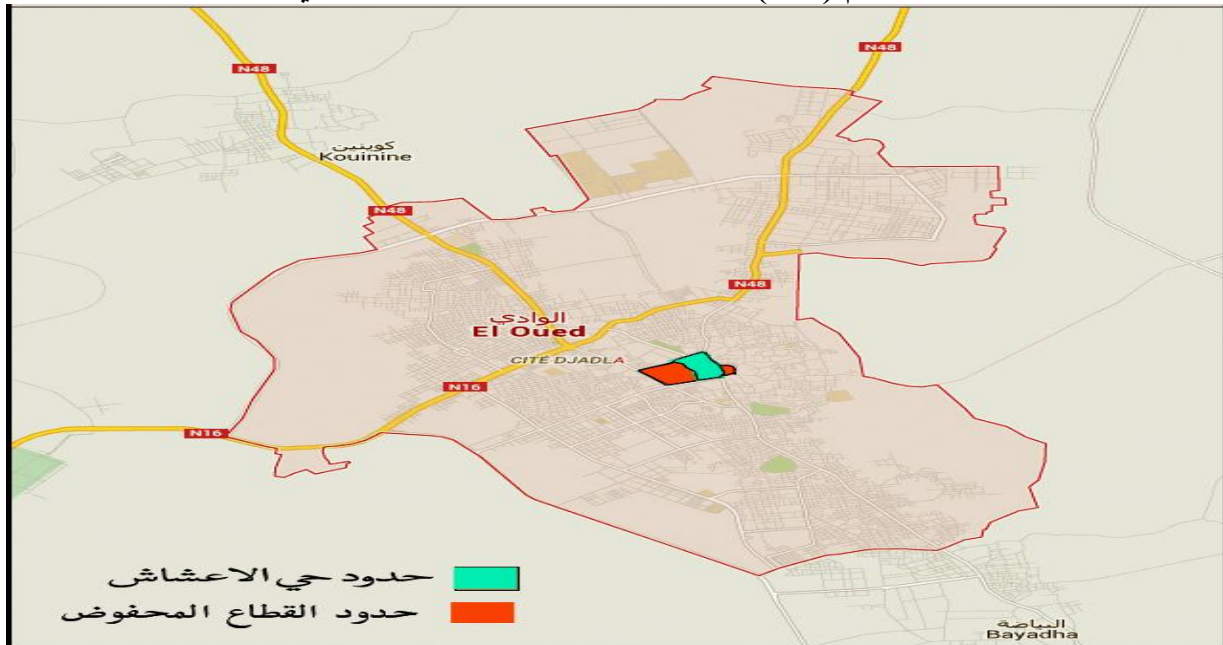 N48
N48
كوينين
Kouinine
N48
N48
الوادي
El Oued
CITÉ DJADLA
N16
N16
حدود حي الاعشاش
حدود القطاع المحفوض
البياضة
Bayadha